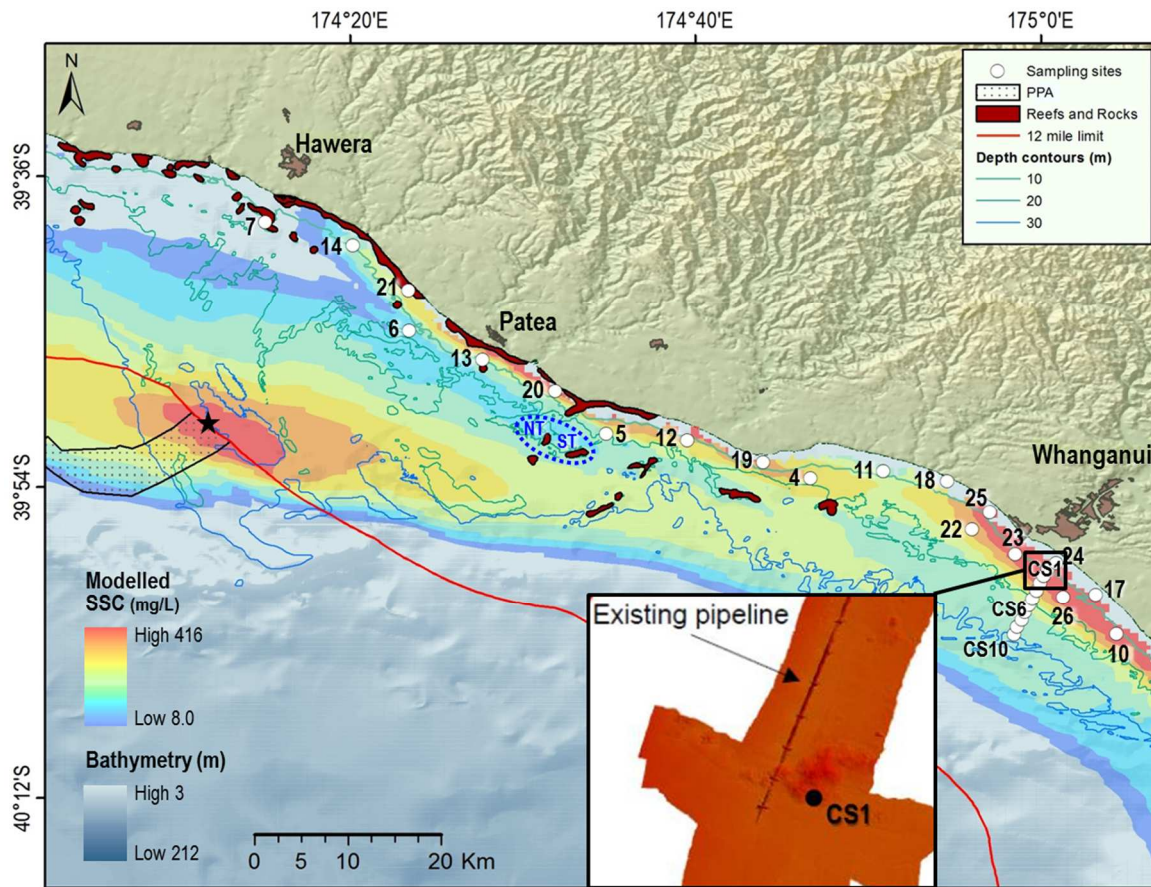 174°20'E
174°40'E
175°0'E
39°36'S
39°54'S
40°12'S
N
Sampling sites
PPA
Reefs and Rocks
12 mile limit
Depth contours (m)
10
20
30
Hawera
7
14
21
6
Patea
13
20
NT
ST
5
12
19
4
11
18
Whanganui
25
22
23
24
CS1
17
CS6
26
CS10
10
Modelled
SSC (mg/L)
High 416
Low 8.0
Bathymetry (m)
High 3
Low 212
0 5 10 20 Km
Existing pipeline
CS1